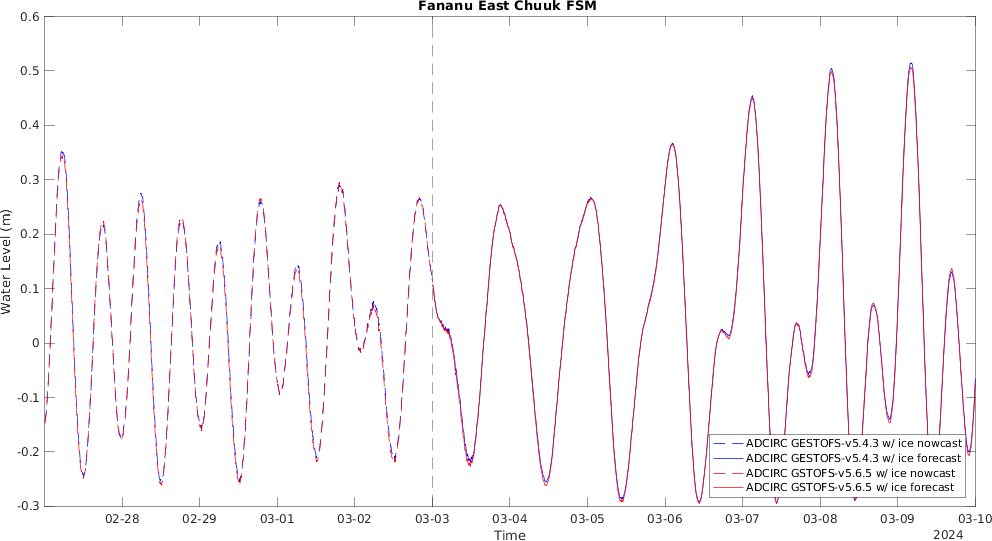 Fananu East Chuuk FSM
0.6
0.5
0.4
0.3
0.2
0.1
0
-0.1
-0.2
-0.3
Water Level (m)
ADCIRC GESTOFS-v5.4.3 w/ ice nowcast
ADCIRC GESTOFS-v5.4.3 w/ ice forecast
ADCIRC GSTOFS-v5.6.5 w/ ice nowcast
ADCIRC GSTOFS-v5.6.5 w/ ice forecast
02-28 02-29 03-01 03-02 03-03 03-04 03-05 03-06 03-07 03-08 03-09 03-10
Time
2024